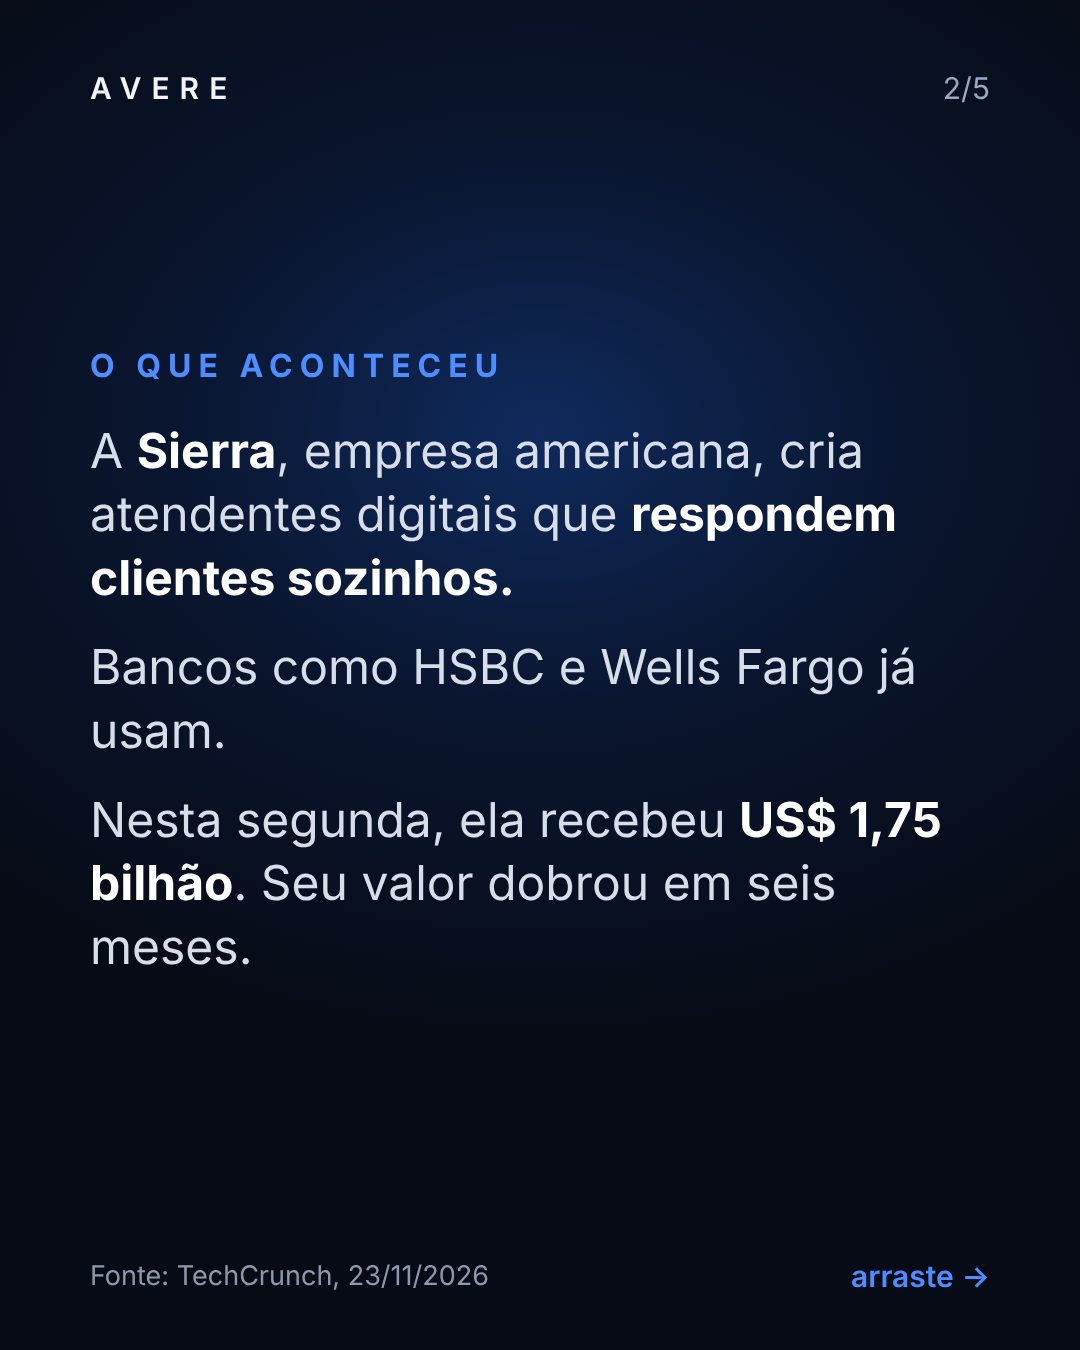 AVERE
2/5
O QUE ACONTECEU
A Sierra, empresa americana, cria
atendentes digitais que respondem
clientes sozinhos.
Bancos como HSBC e Wells Fargo já
usam.
Nesta segunda, ela recebeu US$ 1,75
bilhão. Seu valor dobrou em seis
meses.
Fonte: TechCrunch, 23/11/2026
arraste →